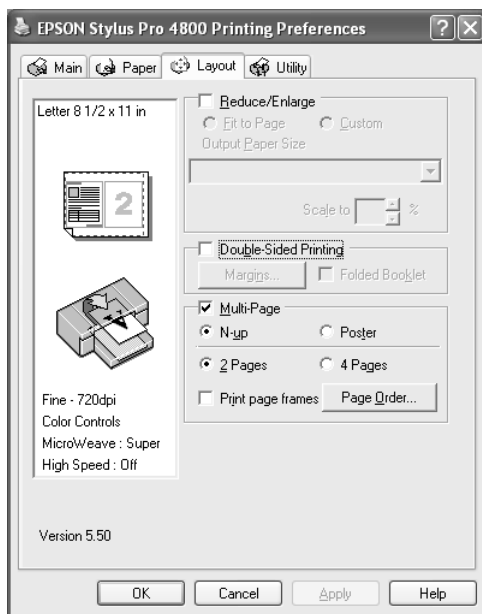 EPSON Stylus Pro 4800 Printing Preferences
Main Paper Layout Utility
Letter 8 1/2 x 11 in
2
Fine - 720dpi
Color Controls
MicroWeave : Super
High Speed : Off
Version 5.50
Reduce/Enlarge
Fit to Page Custom
Output Paper Size
Scale to %
Double-Sided Printing
Margins... Folded Booklet
Multi-Page
N-up Poster
2 Pages 4 Pages
Print page frames Page Order...
OK Cancel Apply Help